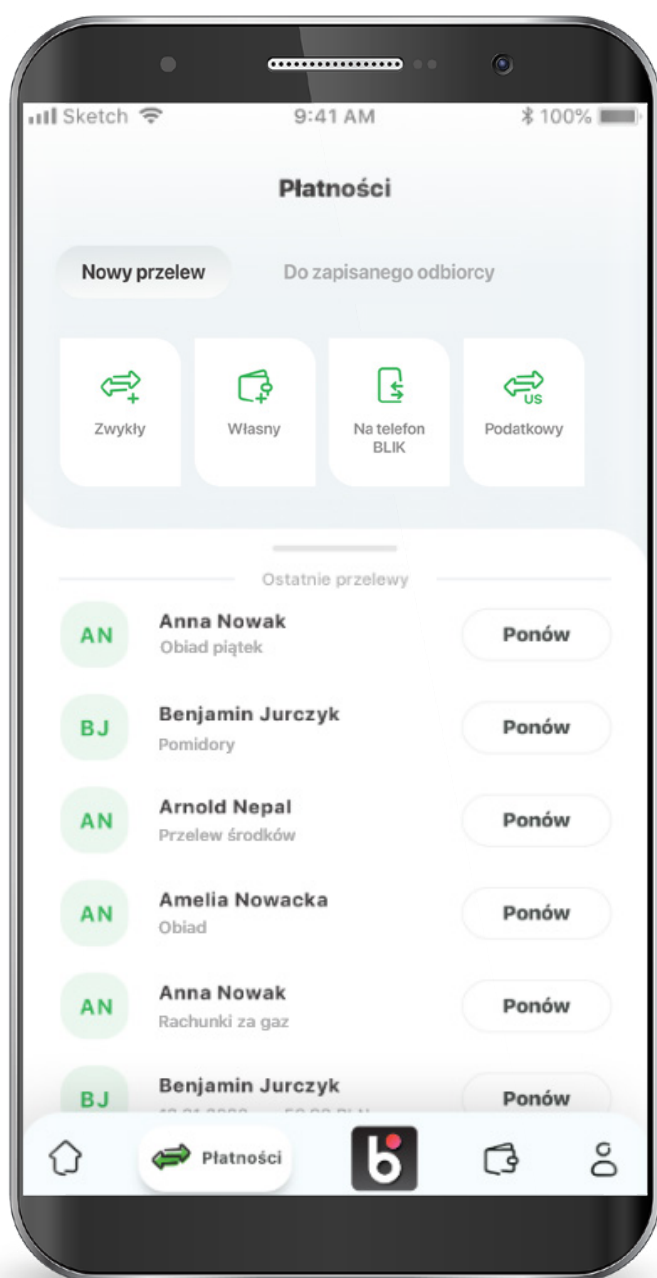 Sketch 9:41 AM 100%
Płatności
Nowy przelew Do zapisanego odbiorcy
Zwykły Własny Na telefon BLIK US Podatkowy
Ostatnie przelewy
AN Anna Nowak Ponów
Obiad piątek
BJ Benjamin Jurczyk Ponów
Pomidory
AN Arnold Nepal Ponów
Przelew środków
AN Amelia Nowacka Ponów
Obiad
AN Anna Nowak Ponów
Rachunki za gaz
BJ Benjamin Jurczyk Ponów
Płatności b